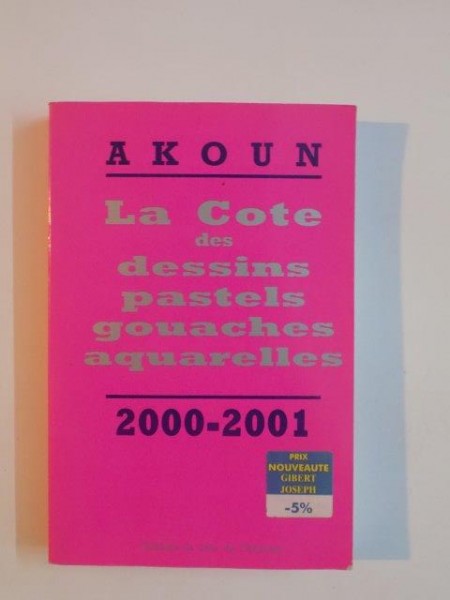 AKOUN
La Cote
des
dessins
pastels
gouaches
aquarelles
2000-2001
PRIX
NOUVEAUTE
GIBERT
JOSEPH
-5%